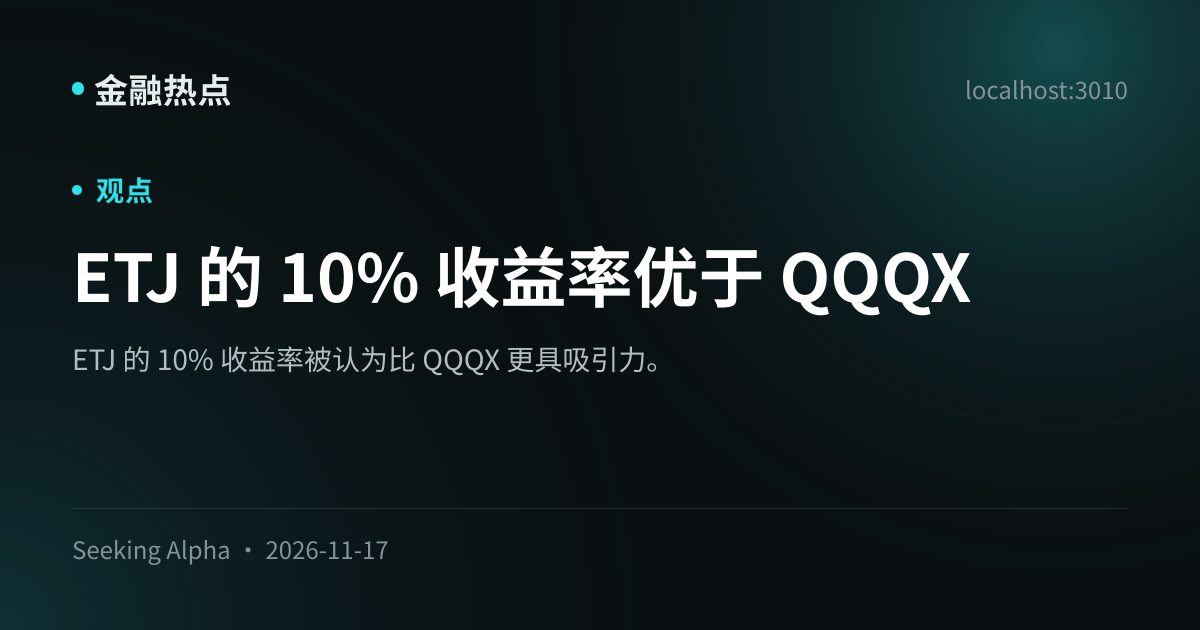 金融热点
localhost:3010
观点
ETJ 的 10% 收益率优于 QQQX
ETJ 的 10% 收益率被认为比 QQQX 更具吸引力。
Seeking Alpha · 2026-11-17